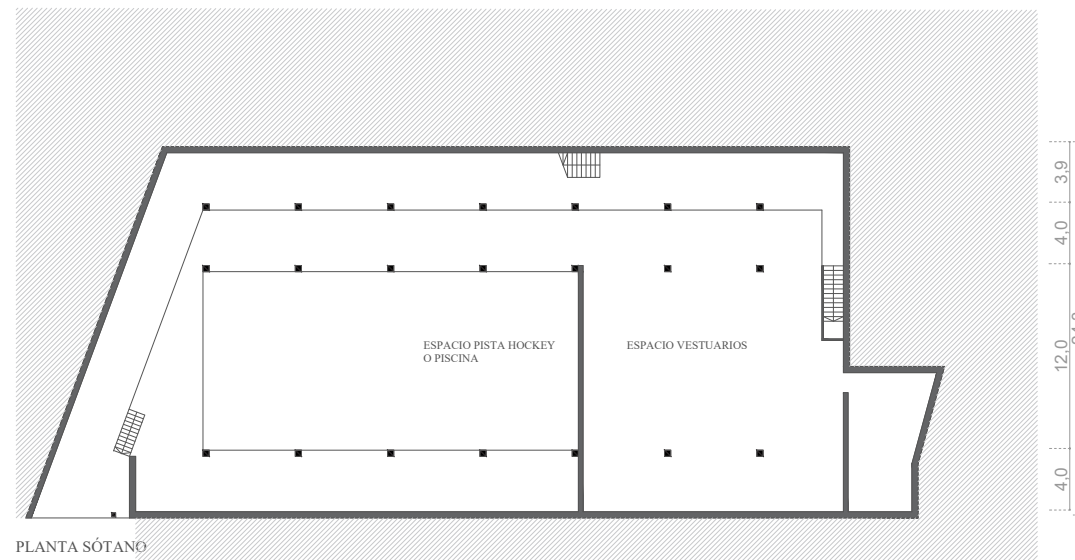 3,9
4,0
ESPACIO PISTA HOCKEY
O PISCINA
ESPACIO VESTUARIOS
12,0
4,0
PLANTA SÓTANO